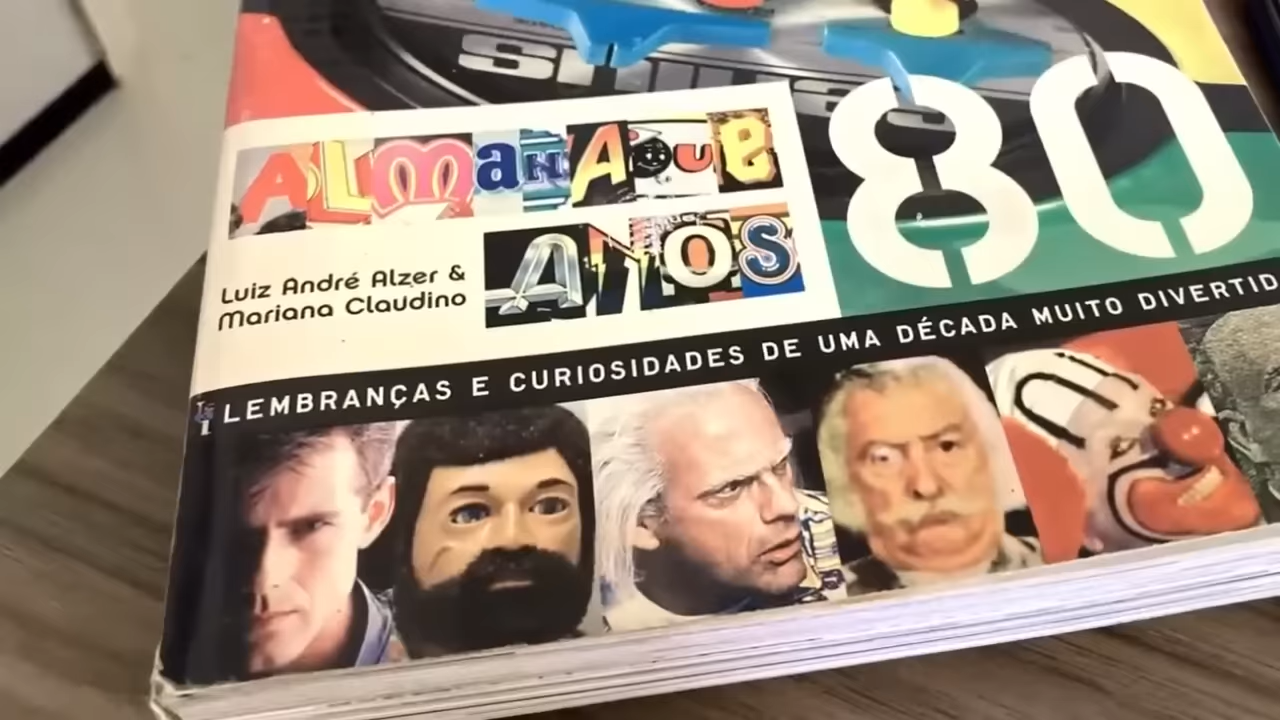 ALMANAQUE
ANOS
80
Luiz André Alzer &
Mariana Claudino
LEMBRANÇAS E CURIOSIDADES DE UMA DÉCADA MUITO DIVERTID